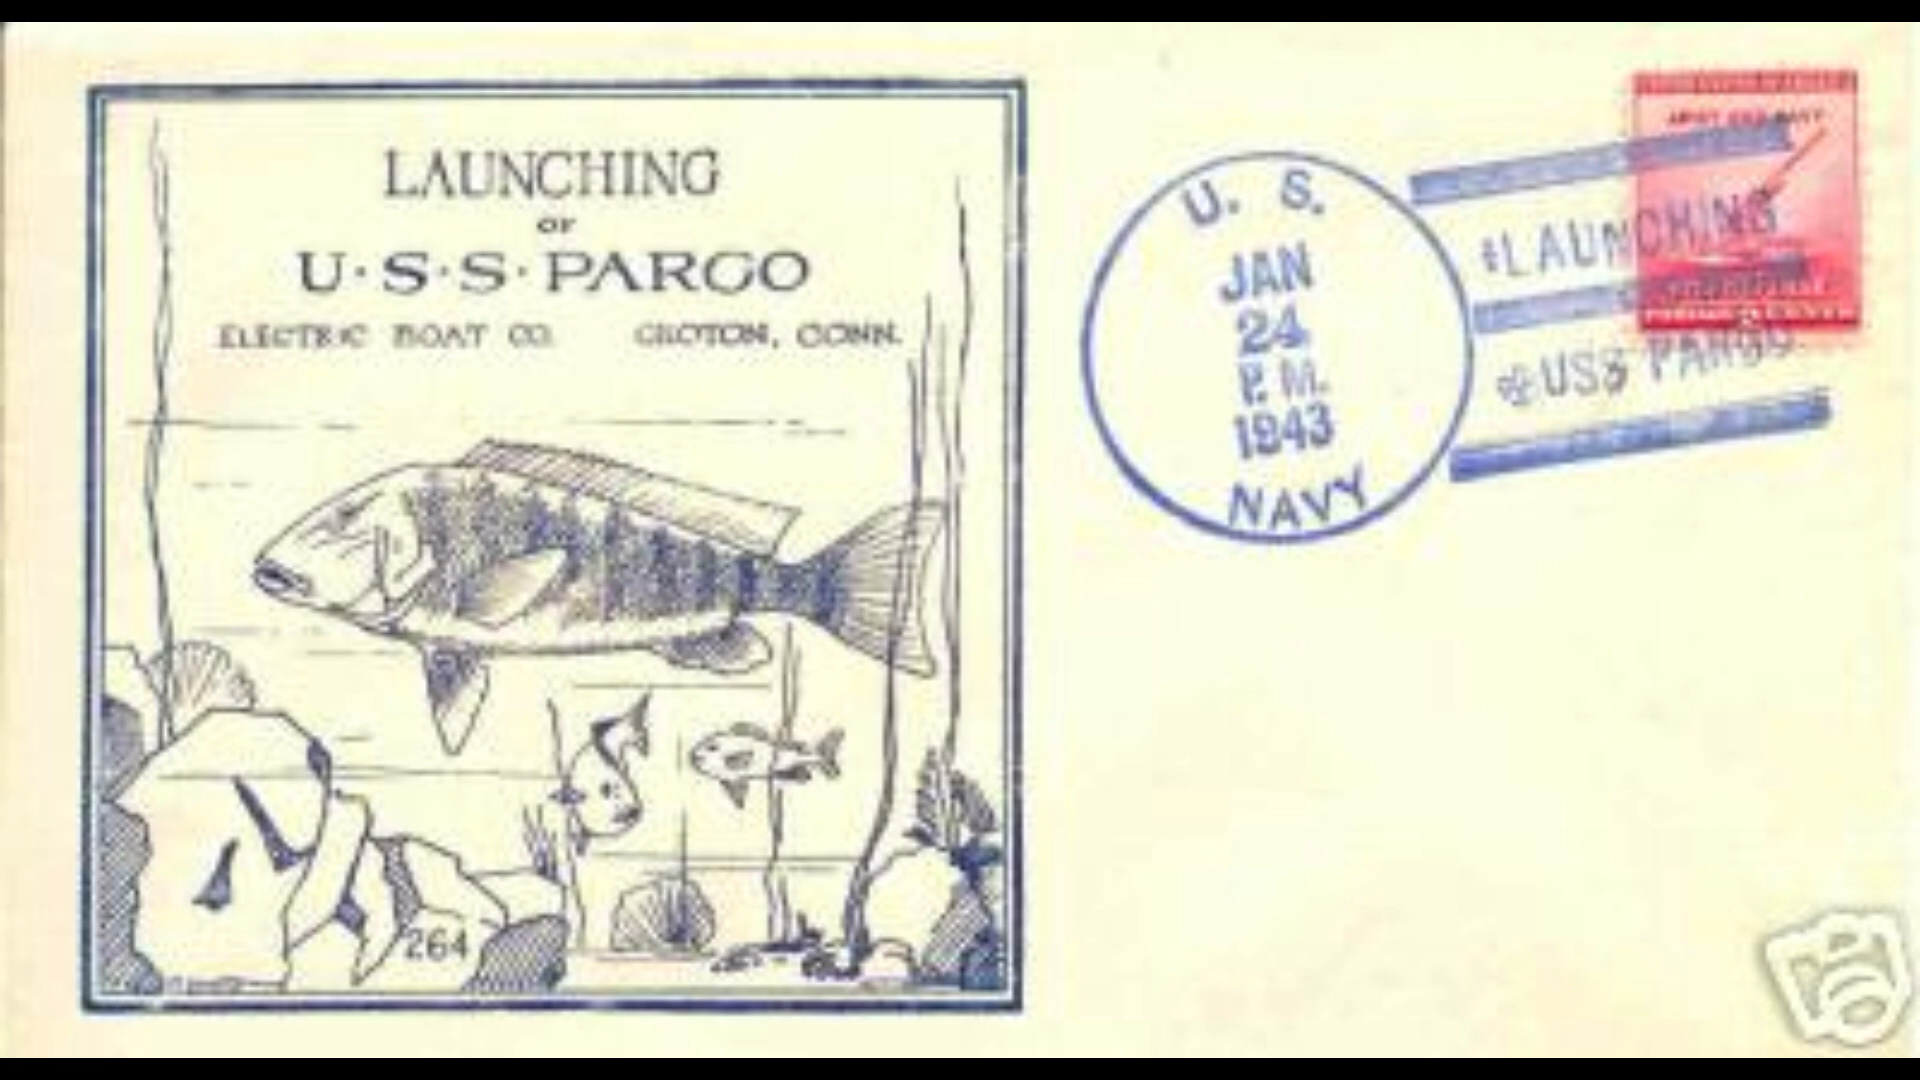 LAUNCHING
OF
U·S·S·PARGO
ELECTRIC BOAT CO. GROTON, CONN.
264
U. S.
JAN
24
P. M.
1943
NAVY
LAUNCHING
USS PARGO
ARMY AND NAVY